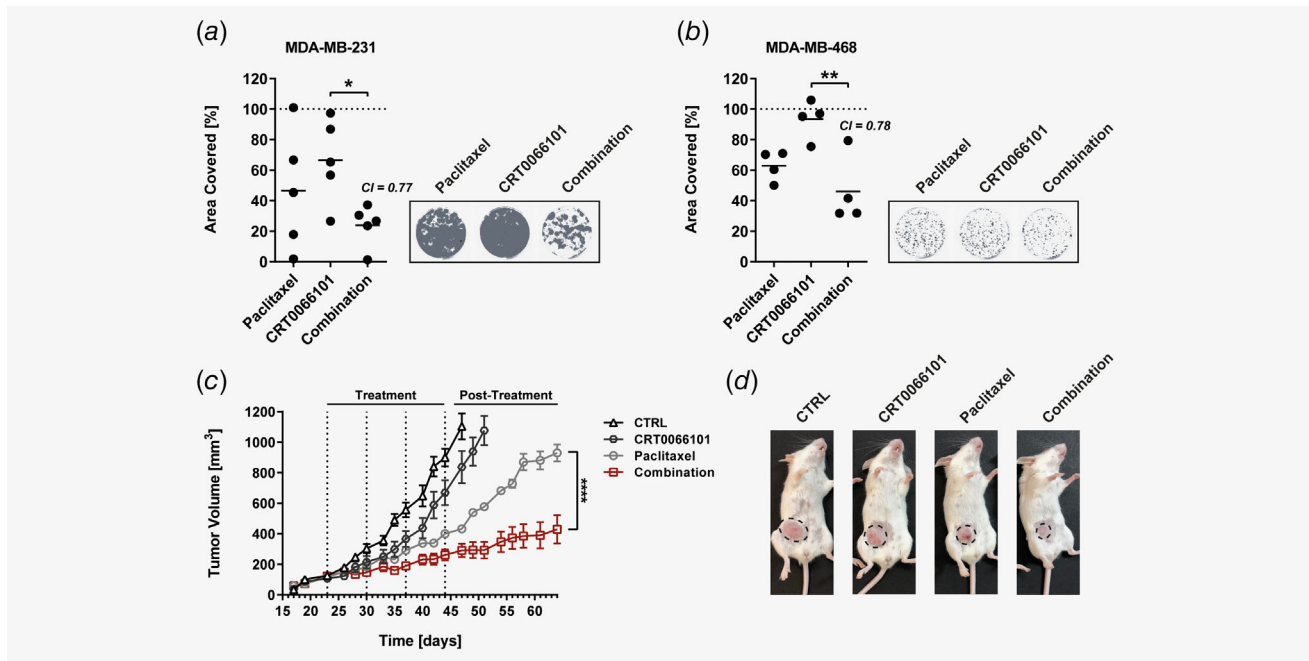 (a)
MDA-MB-231
Area Covered [%]
120
100
80
60
40
20
0
*
CI = 0.77
Paclitaxel
CRT0066101
Combination
Paclitaxel
CRT0066101
Combination
(b)
MDA-MB-468
Area Covered [%]
120
100
80
60
40
20
0
**
CI = 0.78
Paclitaxel
CRT0066101
Combination
Paclitaxel
CRT0066101
Combination
(c)
Treatment
Post-Treatment
Tumor Volume [mm³]
1200
1000
800
600
400
200
0
15 20 25 30 35 40 45 50 55 60
Time [days]
CTRL
CRT0066101
Paclitaxel
Combination
****
(d)
CTRL
CRT0066101
Paclitaxel
Combination